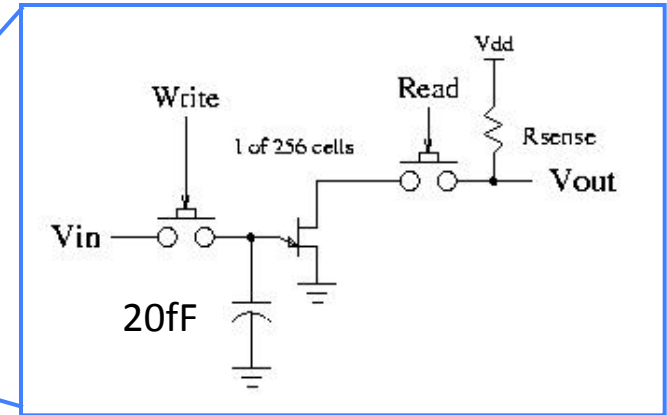 Vdd
Write
Read
1 of 256 cells
Rsense
Vout
Vin
20fF